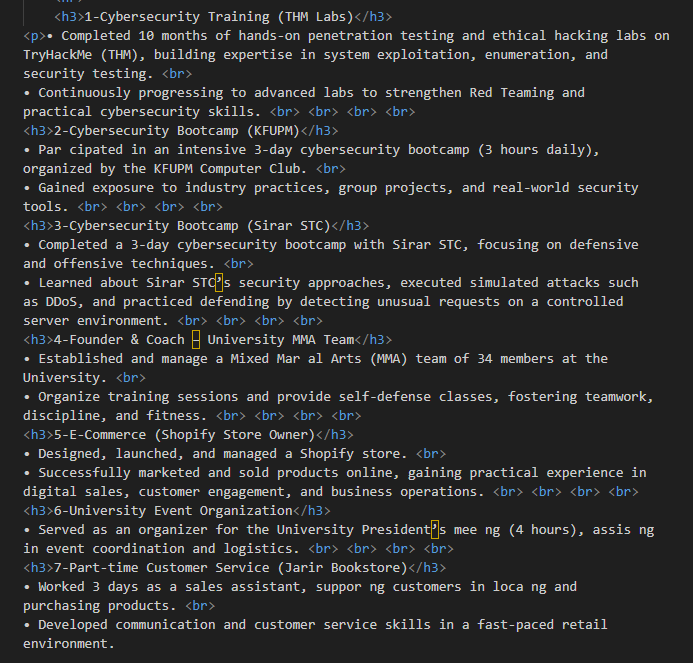 <h3>1-Cybersecurity Training (THM Labs)</h3>
<p>• Completed 10 months of hands-on penetration testing and ethical hacking labs on
TryHackMe (THM), building expertise in system exploitation, enumeration, and
security testing. <br>
• Continuously progressing to advanced labs to strengthen Red Teaming and
practical cybersecurity skills. <br> <br> <br> <br>
<h3>2-Cybersecurity Bootcamp (KFUPM)</h3>
• Par cipated in an intensive 3-day cybersecurity bootcamp (3 hours daily),
organized by the KFUPM Computer Club. <br>
• Gained exposure to industry practices, group projects, and real-world security
tools. <br> <br> <br> <br>
<h3>3-Cybersecurity Bootcamp (Sirar STC)</h3>
• Completed a 3-day cybersecurity bootcamp with Sirar STC, focusing on defensive
and offensive techniques. <br>
• Learned about Sirar STC’s security approaches, executed simulated attacks such
as DDoS, and practiced defending by detecting unusual requests on a controlled
server environment. <br> <br> <br> <br>
<h3>4-Founder & Coach – University MMA Team</h3>
• Established and manage a Mixed Mar al Arts (MMA) team of 34 members at the
University. <br>
• Organize training sessions and provide self-defense classes, fostering teamwork,
discipline, and fitness. <br> <br> <br> <br>
<h3>5-E-Commerce (Shopify Store Owner)</h3>
• Designed, launched, and managed a Shopify store. <br>
• Successfully marketed and sold products online, gaining practical experience in
digital sales, customer engagement, and business operations. <br> <br> <br> <br>
<h3>6-University Event Organization</h3>
• Served as an organizer for the University President’s mee ng (4 hours), assis ng
in event coordination and logistics. <br> <br> <br> <br>
<h3>7-Part-time Customer Service (Jarir Bookstore)</h3>
• Worked 3 days as a sales assistant, suppor ng customers in loca ng and
purchasing products. <br>
• Developed communication and customer service skills in a fast-paced retail
environment.